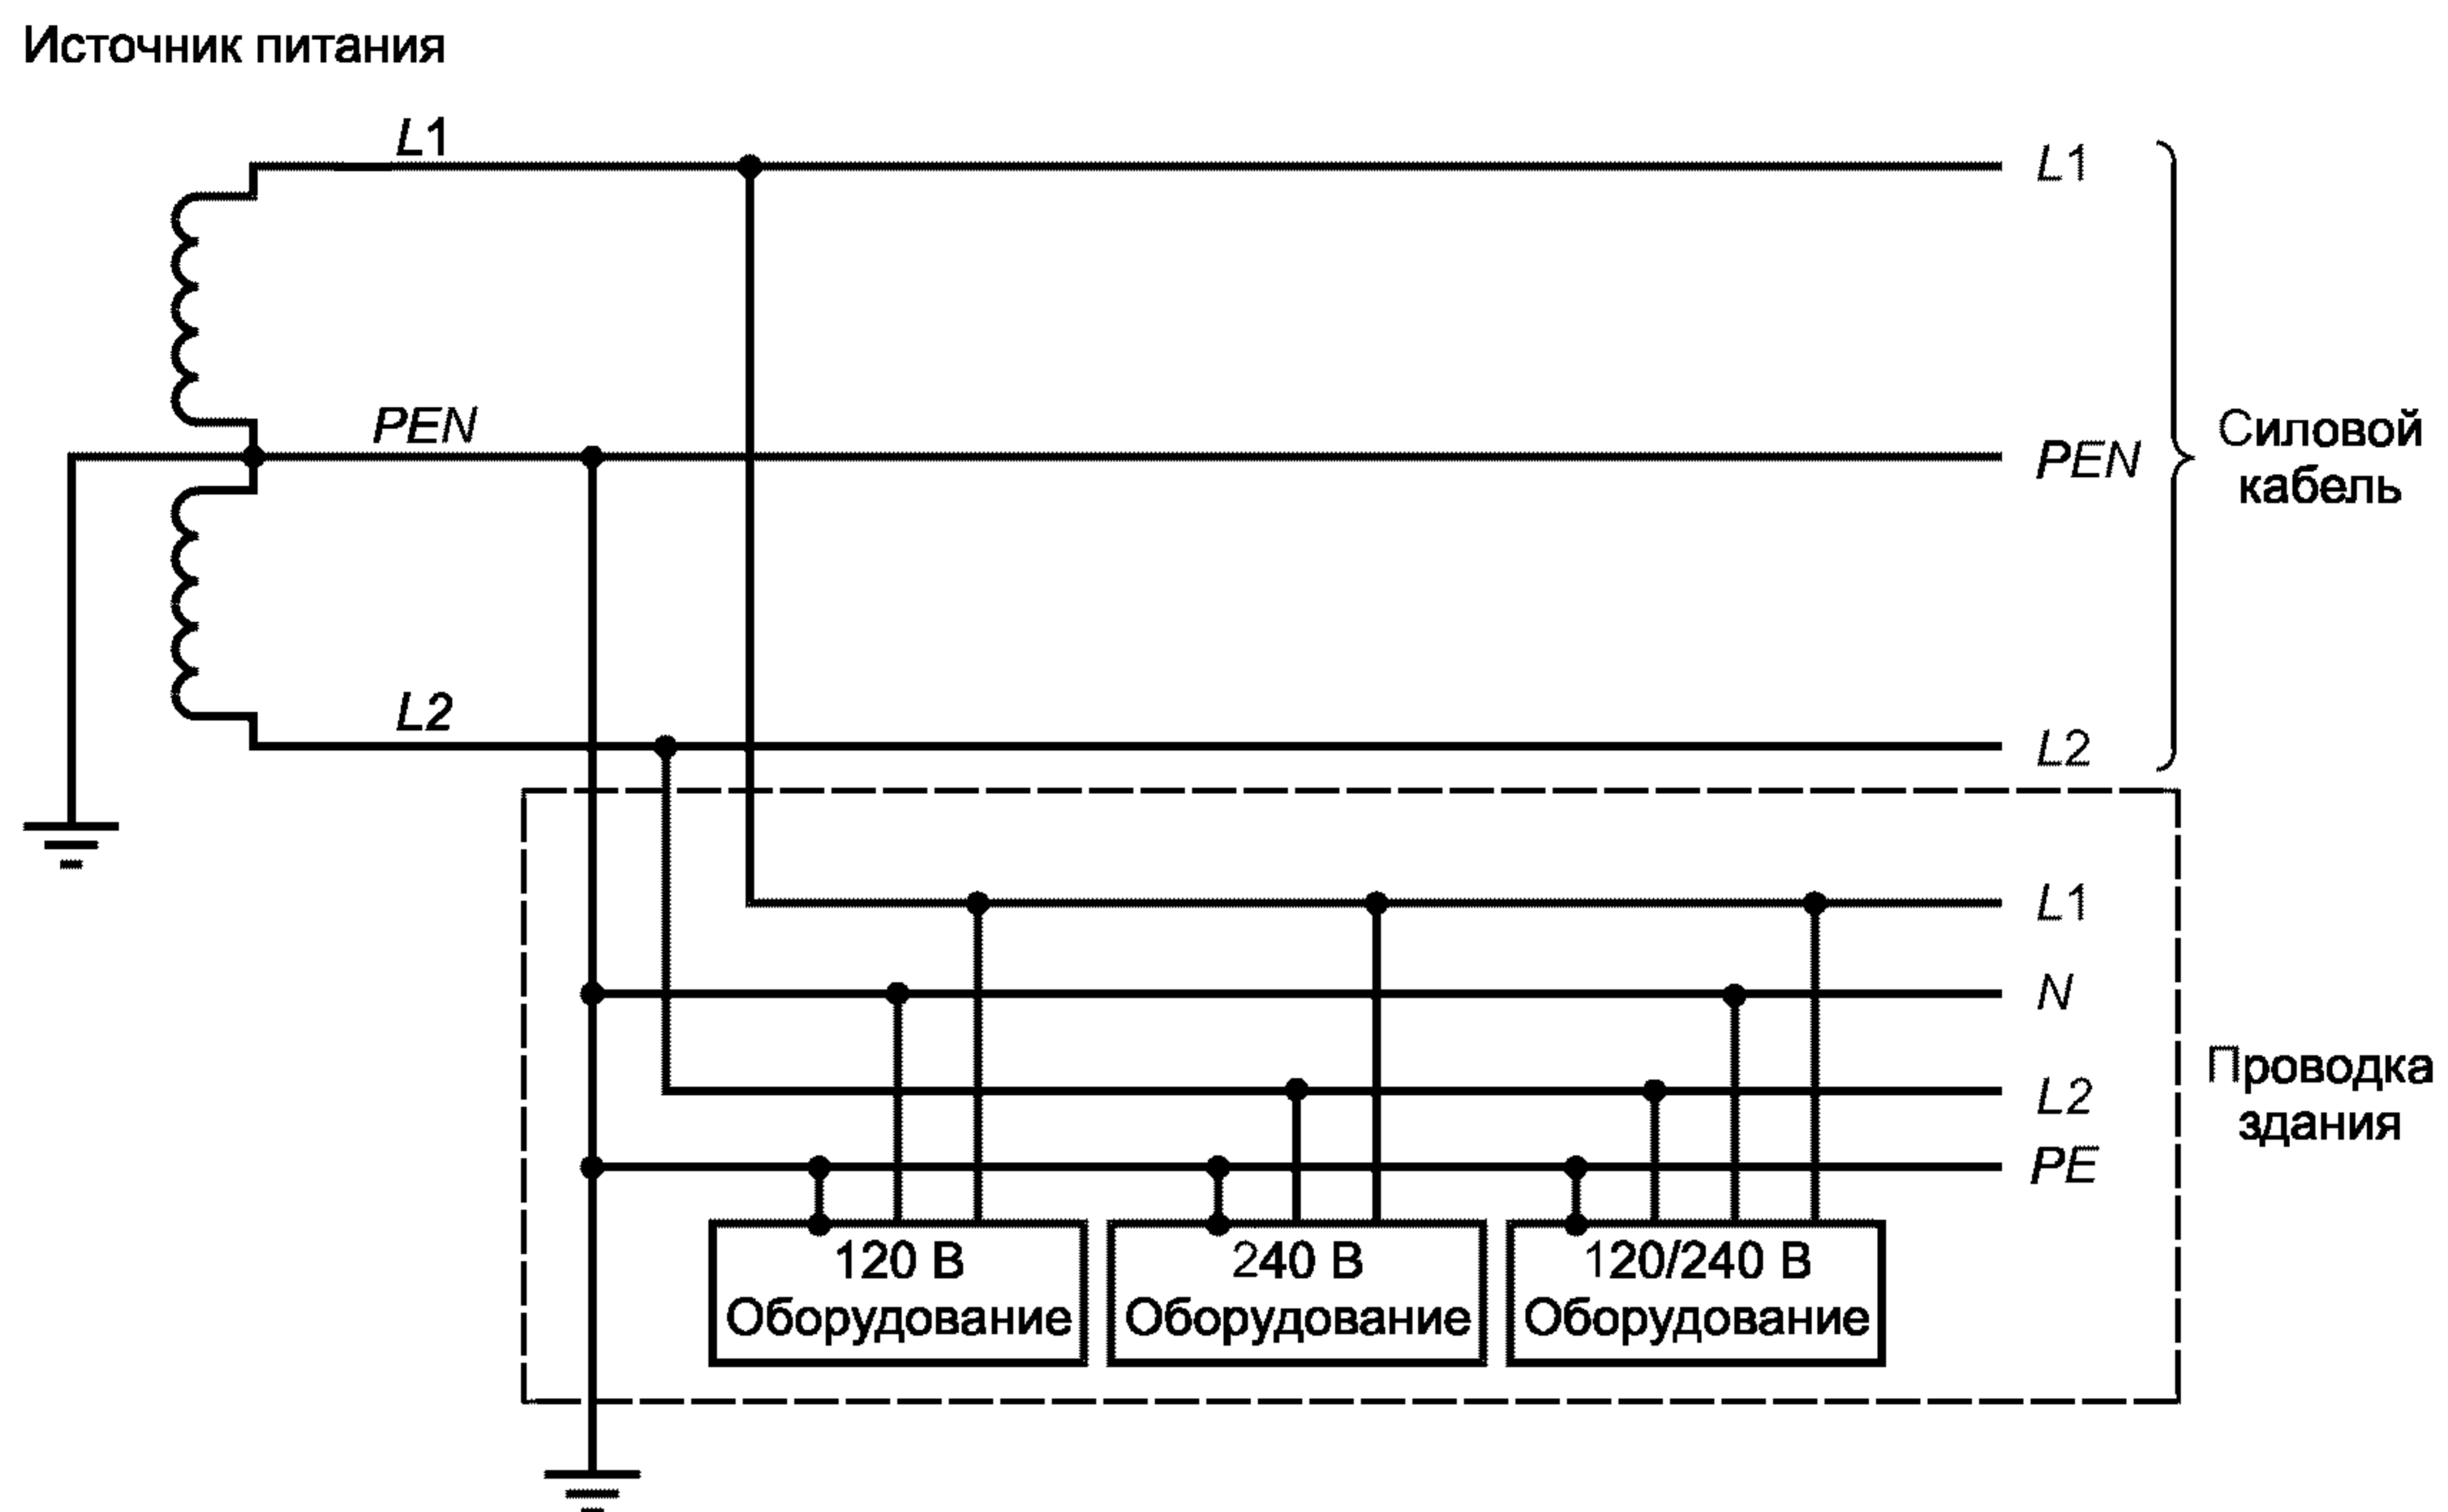 Источник питания
L1
L1
PEN
PEN
Силовой
кабель
L2
L2
L1
N
L2
PE
Проводка
здания
120 В
Оборудование
240 В
Оборудование
120/240 В
Оборудование